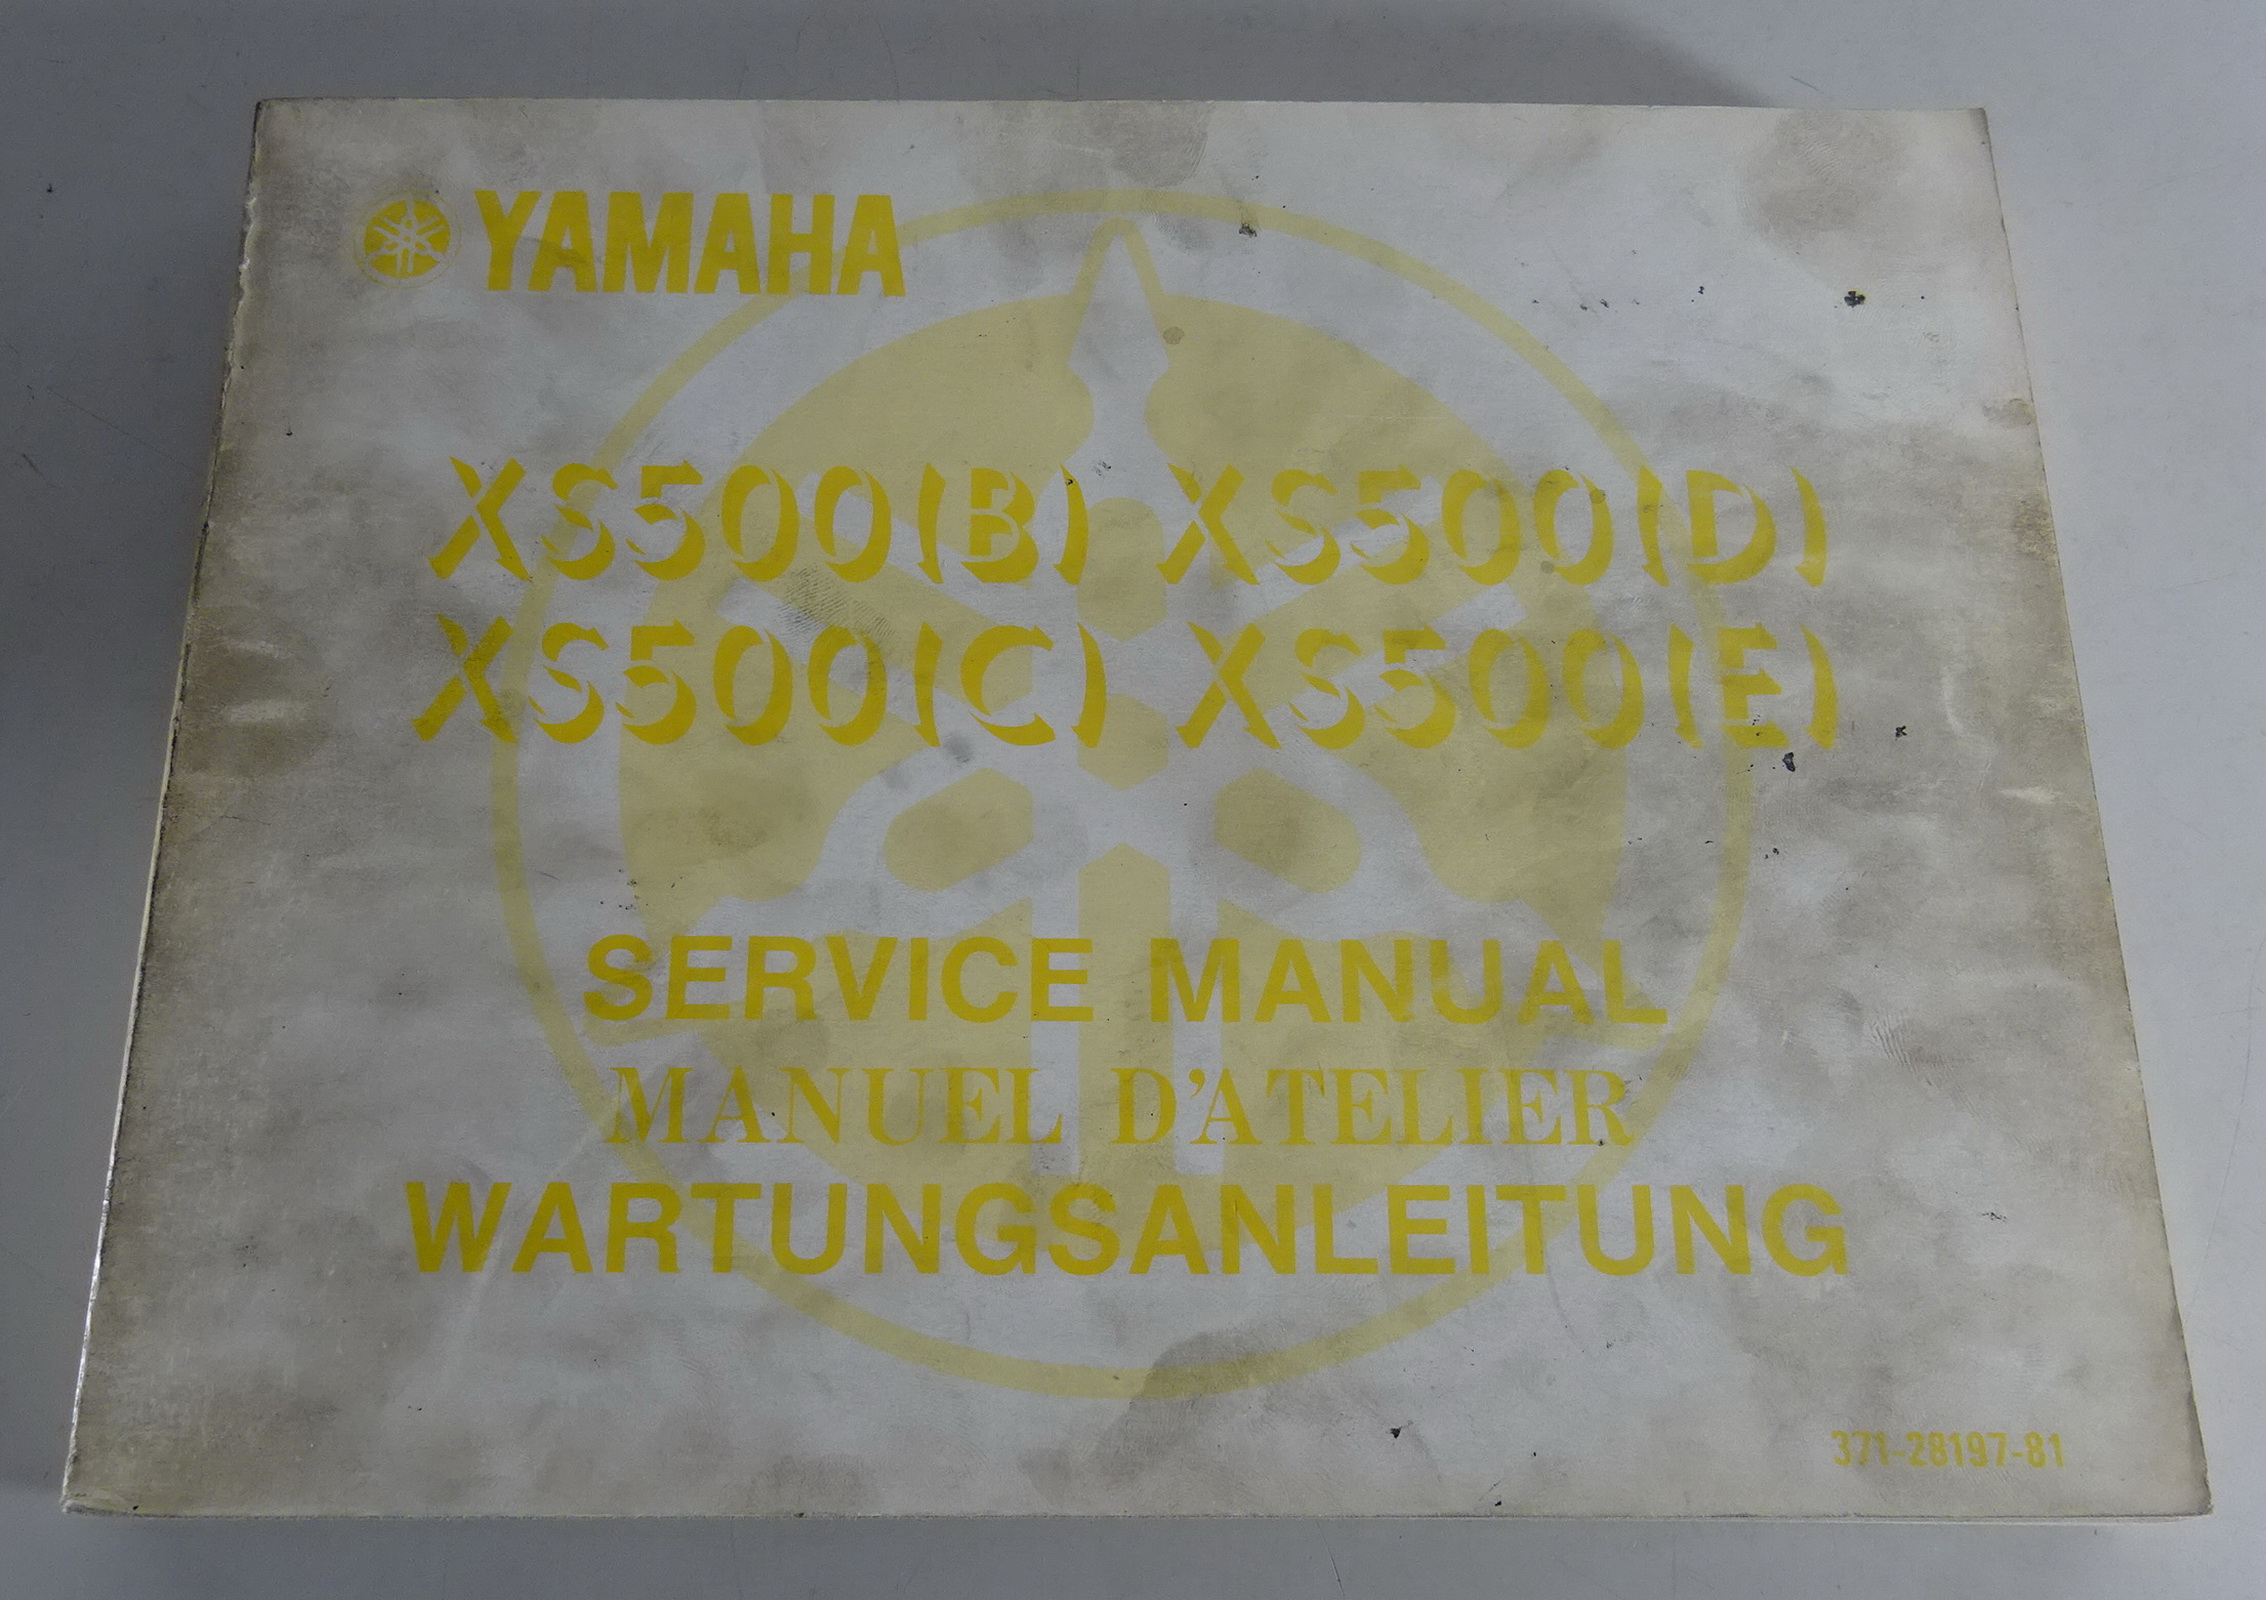 YAMAHA
XS500(B) XS500(D)
XS500(C) XS500(E)
SERVICE MANUAL
MANUEL D'ATELIER
WARTUNGSANLEITUNG
371-28197-81